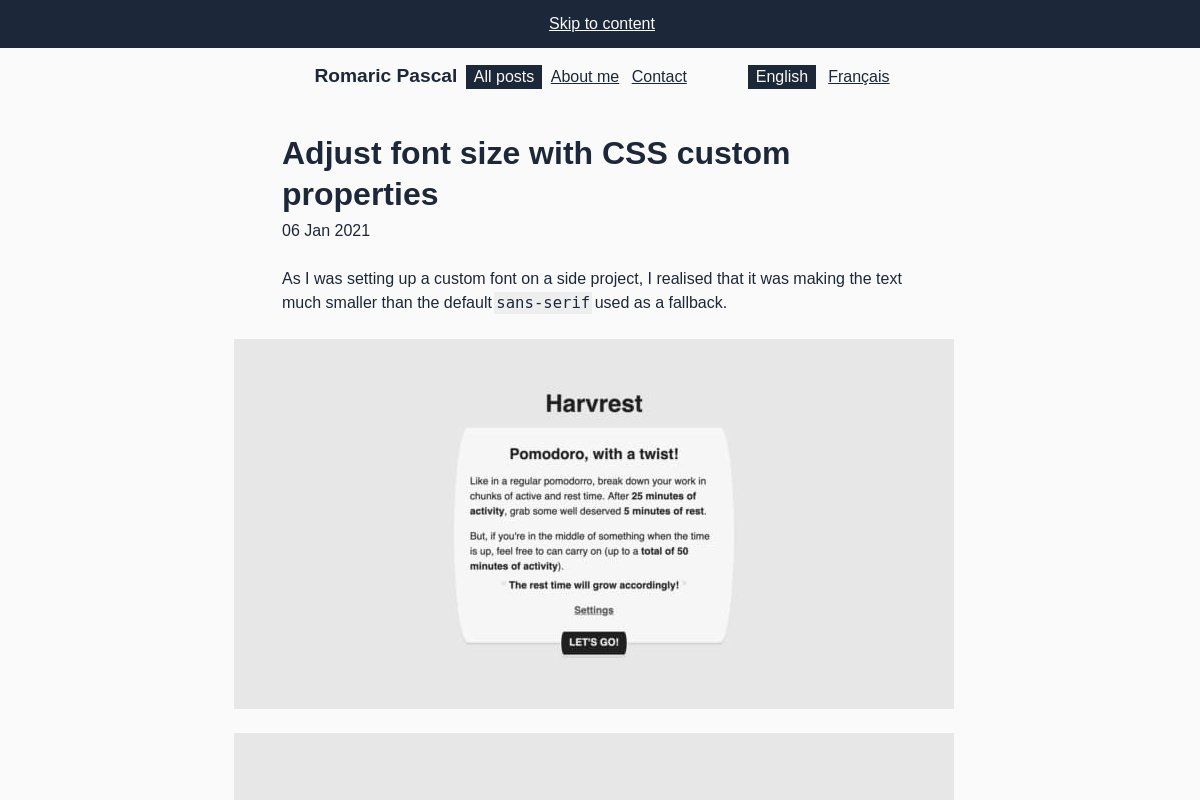 Skip to content
Romaric Pascal All posts About me Contact English Français
Adjust font size with CSS custom
properties
06 Jan 2021
As I was setting up a custom font on a side project, I realised that it was making the text
much smaller than the default sans-serif used as a fallback.
Harvrest
Pomodoro, with a twist!
Like in a regular pomodorro, break down your work in
chunks of active and rest time. After 25 minutes of
activity, grab some well deserved 5 minutes of rest.
But, if you're in the middle of something when the time
is up, feel free to can carry on (up to a total of 50
minutes of activity).
The rest time will grow accordingly!
Settings
LET'S GO!